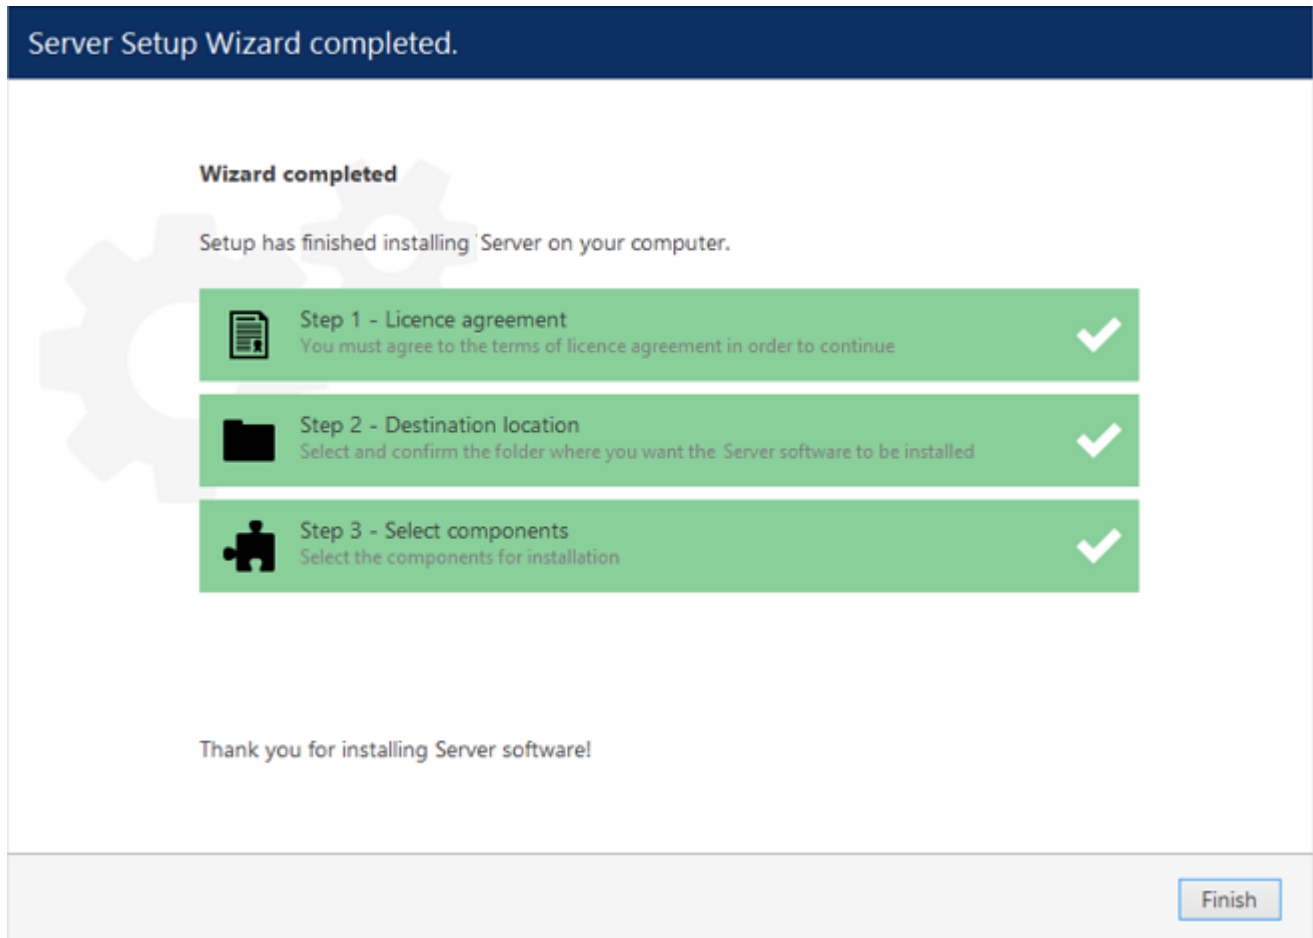 Server Setup Wizard completed.
Wizard completed
Setup has finished installing Server on your computer.
Step 1 - Licence agreement
You must agree to the terms of licence agreement in order to continue
Step 2 - Destination location
Select and confirm the folder where you want the Server software to be installed
Step 3 - Select components
Select the components for installation
Thank you for installing Server software!
Finish